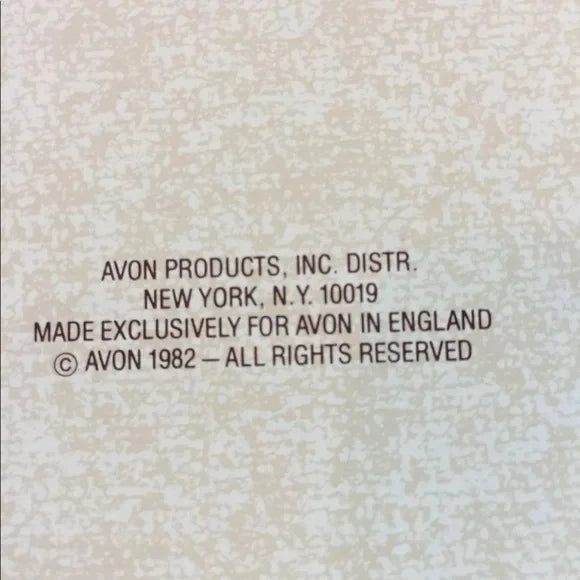 AVON PRODUCTS, INC. DISTR.
NEW YORK, N.Y. 10019
MADE EXCLUSIVELY FOR AVON IN ENGLAND
© AVON 1982 — ALL RIGHTS RESERVED